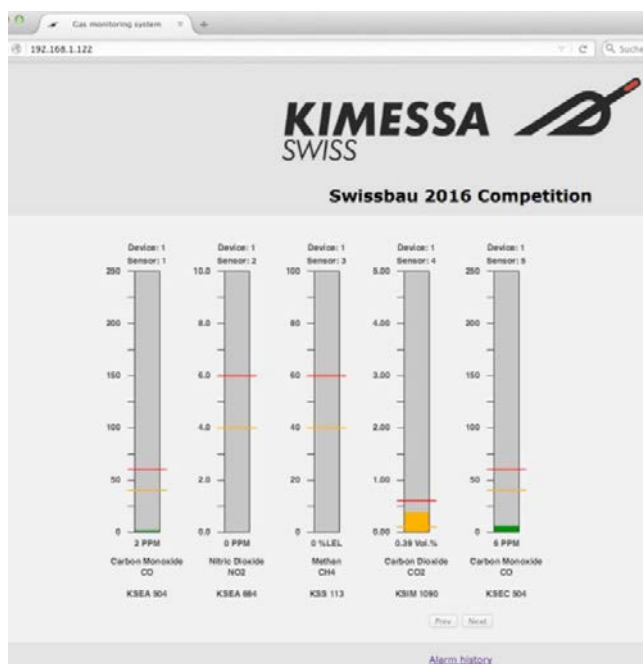 Gas monitoring system × +
192.168.1.122
Suche
KIMESSA
SWISS
Swissbau 2016 Competition
Device: 1 Device: 1 Device: 1 Device: 1 Device: 1
Sensor: 1 Sensor: 2 Sensor: 3 Sensor: 4 Sensor: 5
250 10.0 100 5.00 250
200 8.0 80 4.00 200
150 6.0 60 3.00 150
100 4.0 40 2.00 100
50 2.0 20 1.00 50
0 0.0 0 0.00 0
2 PPM 0 PPM 0 %LEL 0.39 Vol.% 6 PPM
Carbon Monoxide Nitric Dioxide Methan Carbon Dioxide Carbon Monoxide
CO NO2 CH4 CO2 CO
KSEA 504 KSEA 684 KSS 113 KSIM 1090 KSEC 504
Prev Next
Alarm history